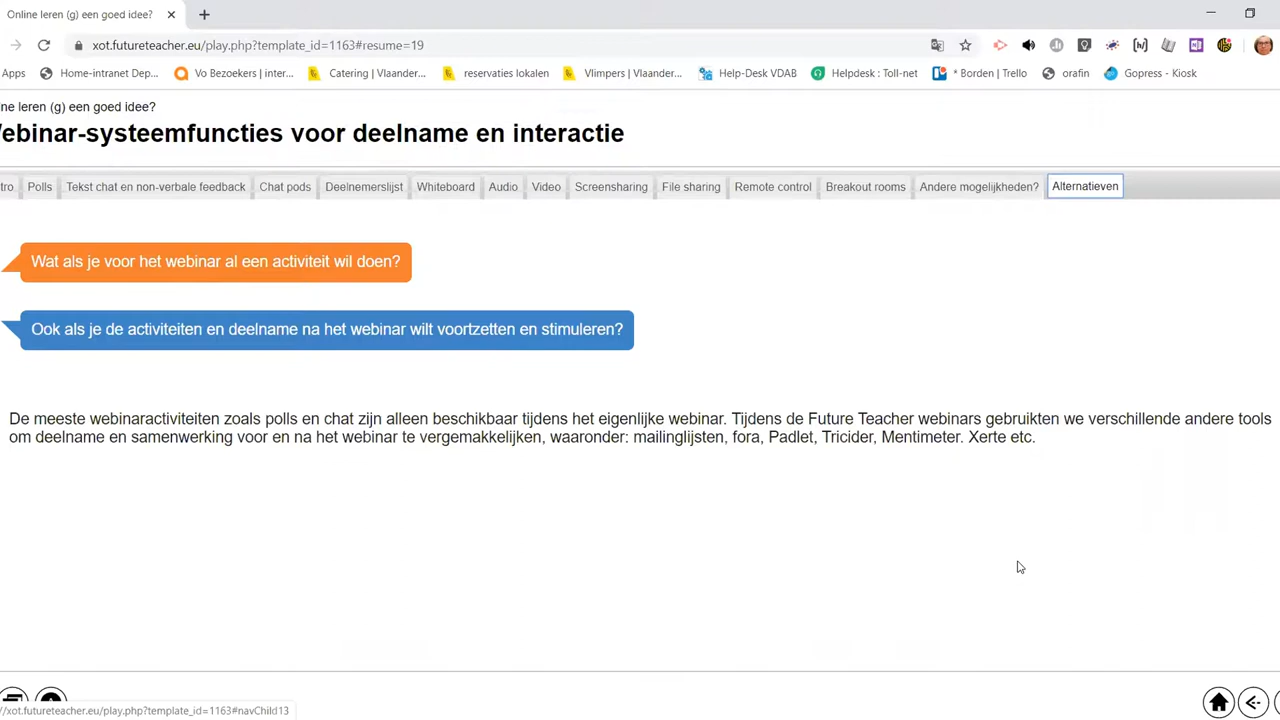 Online leren (g) een goed idee?
xot.futureteacher.eu/play.php?template_id=1163#resume=19
Apps Home-intranet Dep... Vo Bezoekers | inter... Catering | Vlaander... reservaties lokalen Vlimpers | Vlaander... Help-Desk VDAB Helpdesk : Toll-net * Borden | Trello orafin Gopress - Kiosk
ne leren (g) een goed idee?
ebinar-systeemfuncties voor deelname en interactie
tro Polls Tekst chat en non-verbale feedback Chat pods Deelnemerslijst Whiteboard Audio Video Screensharing File sharing Remote control Breakout rooms Andere mogelijkheden? Alternatieven
Wat als je voor het webinar al een activiteit wil doen?
Ook als je de activiteiten en deelname na het webinar wilt voortzetten en stimuleren?
De meeste webinaractiviteiten zoals polls en chat zijn alleen beschikbaar tijdens het eigenlijke webinar. Tijdens de Future Teacher webinars gebruikten we verschillende andere tools
om deelname en samenwerking voor en na het webinar te vergemakkelijken, waaronder: mailinglijsten, fora, Padlet, Tricider, Mentimeter. Xerte etc.
//xot.futureteacher.eu/play.php?template_id=1163#navChild13